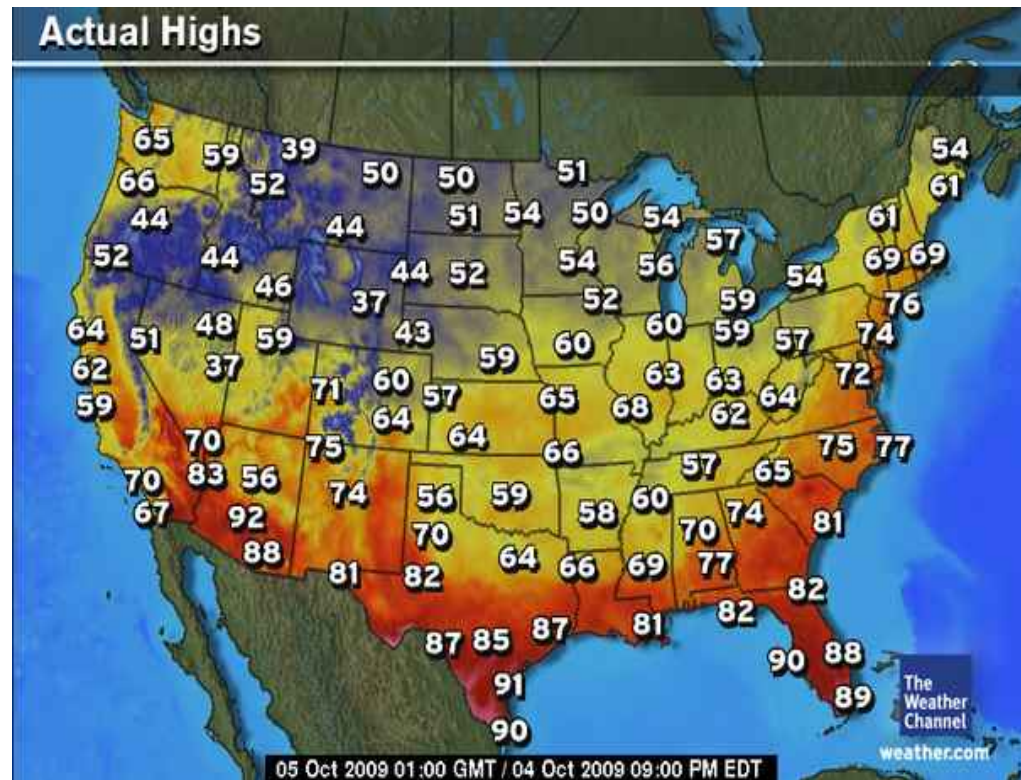 Actual Highs
65 59 39 50 50 51 54
66 52 61
44 44 51 54 50 54 57 61
52 44 44 52 54 56 54 69 69
46 37 52 59 76
64 51 48 59 43 59 60 60 59 57 74
62 37 71 60 57 65 63 63 64 72
59 64 68 62
70 75 64 66 57 65 75 77
70 83 56 74 56 59 58 60
67 92 70 70 74 81
88 81 82 64 66 69 77 82
87 85 87 81 82
90 88
91 89
90
The
Weather
Channel
weather.com
05 Oct 2009 01:00 GMT / 04 Oct 2009 09:00 PM EDT